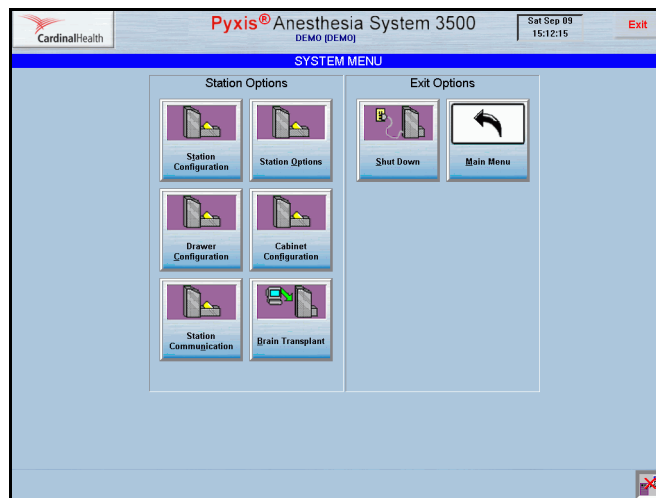 CardinalHealth
Pyxis® Anesthesia System 3500
DEMO [DEMO]
Sat Sep 09
15:12:15
Exit
SYSTEM MENU
Station Options
Exit Options
Station
Configuration
Station Options
Shut Down
Main Menu
Drawer
Configuration
Cabinet
Configuration
Station
Communication
Brain Transplant